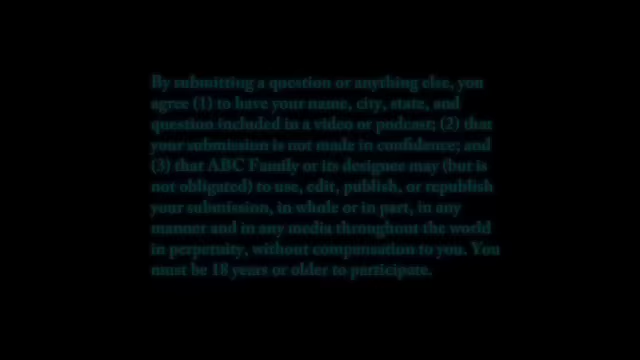 By submitting a question or anything else, you
agree (1) to have your name, city, state, and
question included in a video or podcast; (2) that
your submission is not made in confidence; and
(3) that ABC Family or its designee may (but is
not obligated) to use, edit, publish, or republish
your submission, in whole or in part, in any
manner and in any media throughout the world
in perpetuity, without compensation to you. You
must be 18 years or older to participate.